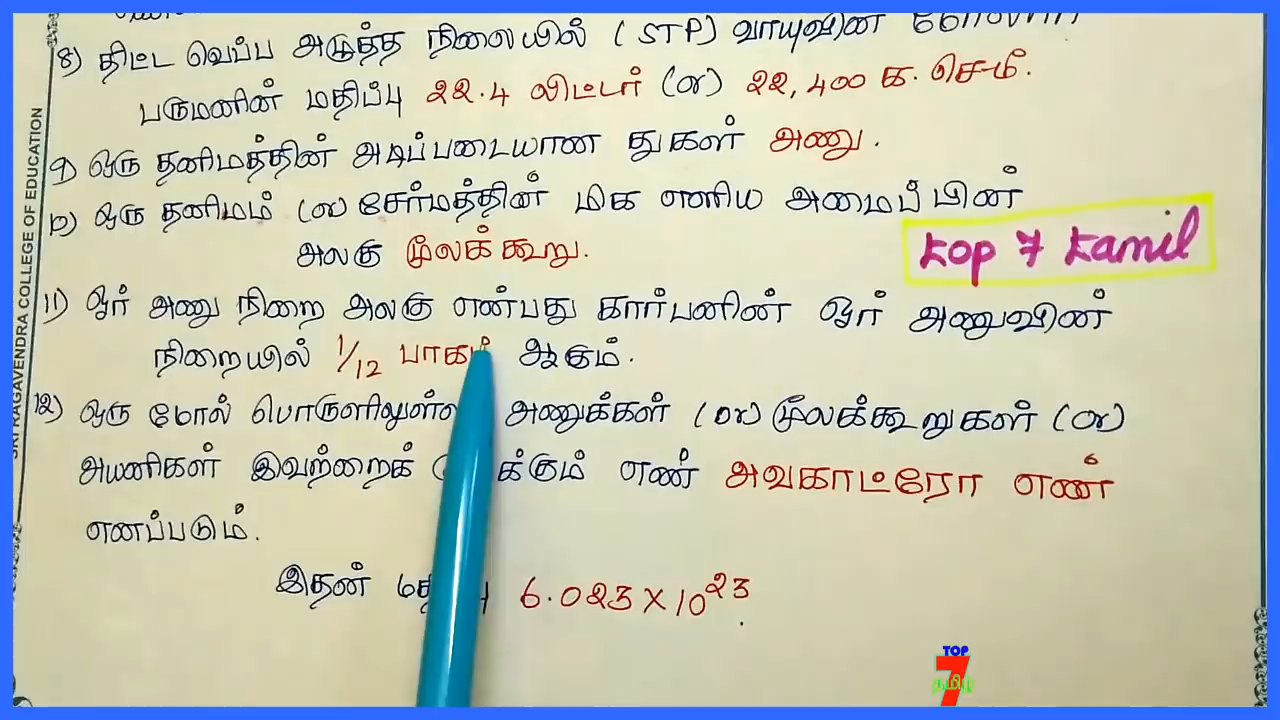 8) திட்ட வெப்ப அழுத்த நிலையில் (STP) வாயுவின்
பருமனின் மதிப்பு 22.4 லிட்டர் (or) 22,400 க. செ.மீ.
9) ஒரு தனிமத்தின் அடிப்படையான துகள் அணு.
10) ஒரு தனிமம் (or) சேர்மத்தின் மிக எளிய அமைப்பின்
அலகு மூலக்கூறு.
11) ஓர் அணு நிறை அலகு என்பது கார்பனின் ஓர் அணுவின்
நிறையில் 1/12 பாகம் ஆகும்.
12) ஒரு மோல் பொருளிலுள்ள அணுக்கள் (or) மூலக்கூறுகள் (or)
அயனிகள் இவற்றைக் எண் அவகாட்ரோ எண்
எனப்படும்.
இதன் 6.023 X 10²³.
Top 7 Tamil
SRI RAGAVENDRA COLLEGE OF EDUCATION
TOP
7
தமிழ்